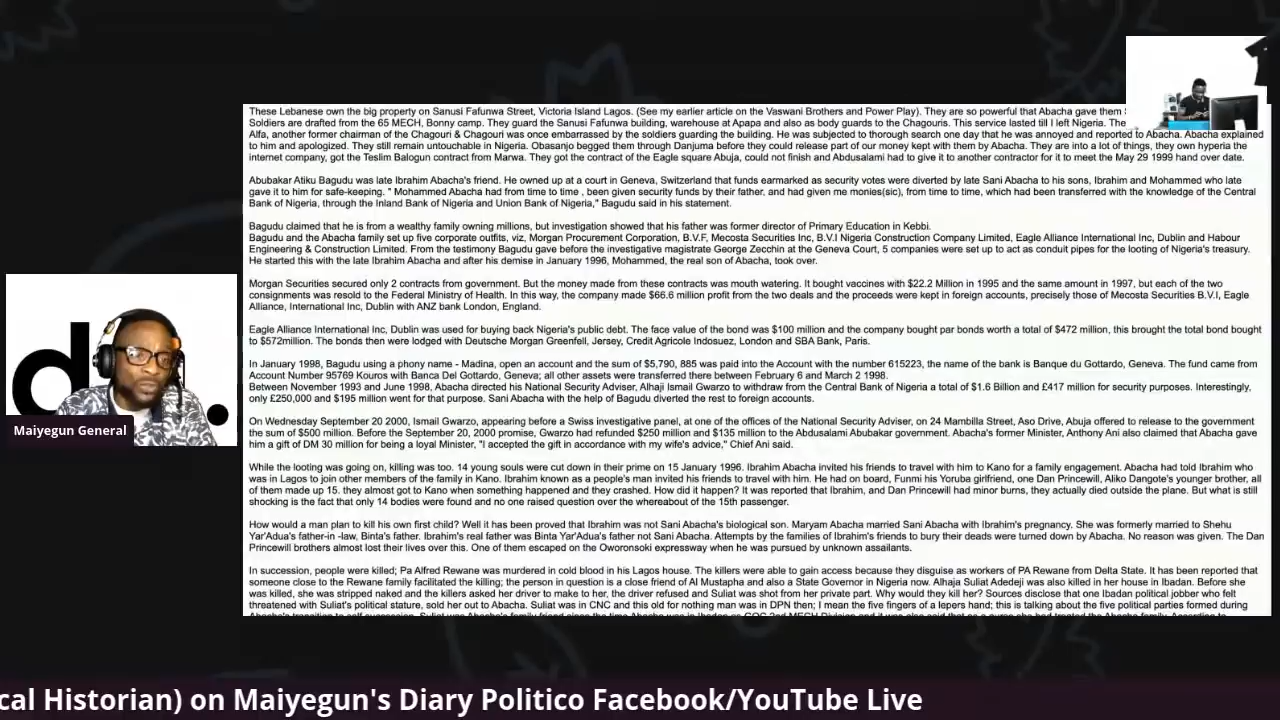 These Lebanese own the big property on Sanusi Fafunwa Street, Victoria Island Lagos. (See my earlier article on the Vaswani Brothers and Power Play). They are so powerful that Abacha gave them S
Soldiers are drafted from the 65 MECH, Bonny camp. They guard the Sanusi Fafunwa building, warehouse at Apapa and also as body guards to the Chagouris. This service lasted till I left Nigeria. The
Alfa, another former chairman of the Chagouri & Chagouri was once embarrassed by the soldiers guarding the building. He was subjected to thorough search one day that he was annoyed and reported to Abacha. Abacha explained
to him and apologized. They still remain untouchable in Nigeria. Obasanjo begged them through Danjuma before they could release part of our money kept with them by Abacha. They are into a lot of things, they own hyperia the
internet company, got the Teslim Balogun contract from Marwa. They got the contract of the Eagle square Abuja, could not finish and Abdusalami had to give it to another contractor for it to meet the May 29 1999 hand over date.
Abubakar Atiku Bagudu was late Ibrahim Abacha's friend. He owned up at a court in Geneva, Switzerland that funds earmarked as security votes were diverted by late Sani Abacha to his sons, Ibrahim and Mohammed who late
gave it to him for safe-keeping. " Mohammed Abacha had from time to time , been given security funds by their father, and had given me monies(sic), from time to time, which had been transferred with the knowledge of the Central
Bank of Nigeria, through the Inland Bank of Nigeria and Union Bank of Nigeria," Bagudu said in his statement.
Bagudu claimed that he is from a wealthy family owning millions, but investigation showed that his father was former director of Primary Education in Kebbi.
Bagudu and the Abacha family set up five corporate outfits, viz, Morgan Procurement Corporation, B.V.F, Mecosta Securities Inc, B.V.I Nigeria Construction Company Limited, Eagle Alliance International Inc, Dublin and Habour
Engineering & Construction Limited. From the testimony Bagudu gave before the investigative magistrate George Zecchin at the Geneva Court, 5 companies were set up to act as conduit pipes for the looting of Nigeria's treasury.
He started this with the late Ibrahim Abacha and after his demise in January 1996, Mohammed, the real son of Abacha, took over.
Morgan Securities secured only 2 contracts from government. But the money made from these contracts was mouth watering. It bought vaccines with $22.2 Million in 1995 and the same amount in 1997, but each of the two
consignments was resold to the Federal Ministry of Health. In this way, the company made $66.6 million profit from the two deals and the proceeds were kept in foreign accounts, precisely those of Mecosta Securities B.V.I, Eagle
Alliance, International Inc, Dublin with ANZ bank London, England.
Eagle Alliance International Inc, Dublin was used for buying back Nigeria's public debt. The face value of the bond was $100 million and the company bought par bonds worth a total of $472 million, this brought the total bond bought
to $572million. The bonds then were lodged with Deutsche Morgan Greenfell, Jersey, Credit Agricole Indosuez, London and SBA Bank, Paris.
In January 1998, Bagudu using a phony name - Madina, open an account and the sum of $5,790, 885 was paid into the Account with the number 615223, the name of the bank is Banque du Gottardo, Geneva. The fund came from
Account Number 95769 Kouros with Banca Del Gottardo, Geneva; all other assets were transferred there between February 6 and March 2 1998.
Between November 1993 and June 1998, Abacha directed his National Security Adviser, Alhaji Ismail Gwarzo to withdraw from the Central Bank of Nigeria a total of $1.6 Billion and £417 million for security purposes. Interestingly,
only £250,000 and $195 million went for that purpose. Sani Abacha with the help of Bagudu diverted the rest to foreign accounts.
On Wednesday September 20 2000, Ismail Gwarzo, appearing before a Swiss investigative panel, at one of the offices of the National Security Adviser, on 24 Mambilla Street, Aso Drive, Abuja offered to release to the government
the sum of $500 million. Before the September 20, 2000 promise, Gwarzo had refunded $250 million and $135 million to the Abdusalami Abubakar government. Abacha's former Minister, Anthony Ani also claimed that Abacha gave
him a gift of DM 30 million for being a loyal Minister, "I accepted the gift in accordance with my wife's advice," Chief Ani said.
While the looting was going on, killing was too. 14 young souls were cut down in their prime on 15 January 1996. Ibrahim Abacha invited his friends to travel with him to Kano for a family engagement. Abacha had told Ibrahim who
was in Lagos to join other members of the family in Kano. Ibrahim known as a people's man invited his friends to travel with him. He had on board, Funmi his Yoruba girlfriend, one Dan Princewill, Aliko Dangote's younger brother, all
of them made up 15. they almost got to Kano when something happened and they crashed. How did it happen? It was reported that Ibrahim, and Dan Princewill had minor burns, they actually died outside the plane. But what is still
shocking is the fact that only 14 bodies were found and no one raised question over the whereabout of the 15th passenger.
How would a man plan to kill his own first child? Well it has been proved that Ibrahim was not Sani Abacha's biological son. Maryam Abacha married Sani Abacha with Ibrahim's pregnancy. She was formerly married to Shehu
Yar'Adua's father-in -law, Binta's father. Ibrahim's real father was Binta Yar'Adua's father not Sani Abacha. Attempts by the families of Ibrahim's friends to bury their deads were turned down by Abacha. No reason was given. The Dan
Princewill brothers almost lost their lives over this. One of them escaped on the Oworonsoki expressway when he was pursued by unknown assailants.
In succession, people were killed; Pa Alfred Rewane was murdered in cold blood in his Lagos house. The killers were able to gain access because they disguise as workers of PA Rewane from Delta State. It has been reported that
someone close to the Rewane family facilitated the killing; the person in question is a close friend of Al Mustapha and also a State Governor in Nigeria now. Alhaja Suliat Adedeji was also killed in her house in Ibadan. Before she
was killed, she was stripped naked and the killers asked her driver to make to her, the driver refused and Suliat was shot from her private part. Why would they kill her? Sources disclose that one Ibadan political jobber who felt
threatened with Suliat's political stature, sold her out to Abacha. Suliat was in CNC and this old for nothing man was in DPN then; I mean the five fingers of a lepers hand; this is talking about the five political parties formed during
d
Maiyegun General
cal Historian) on Maiyegun's Diary Politico Facebook/YouTube Live